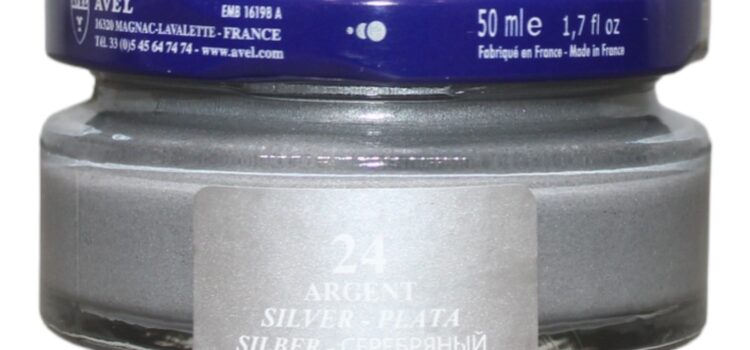 AVEL
EMB 16198 A
16320 MAGNAC-LAVALETTE - FRANCE
Tél. 33 (0)5 45 64 74 74 - www.avel.com
50 mle 1,7 fl oz
Fabriqué en France - Made in France
24
ARGENT
SILVER - PLATA
SILBER - СЕРЕБРЯНЫЙ